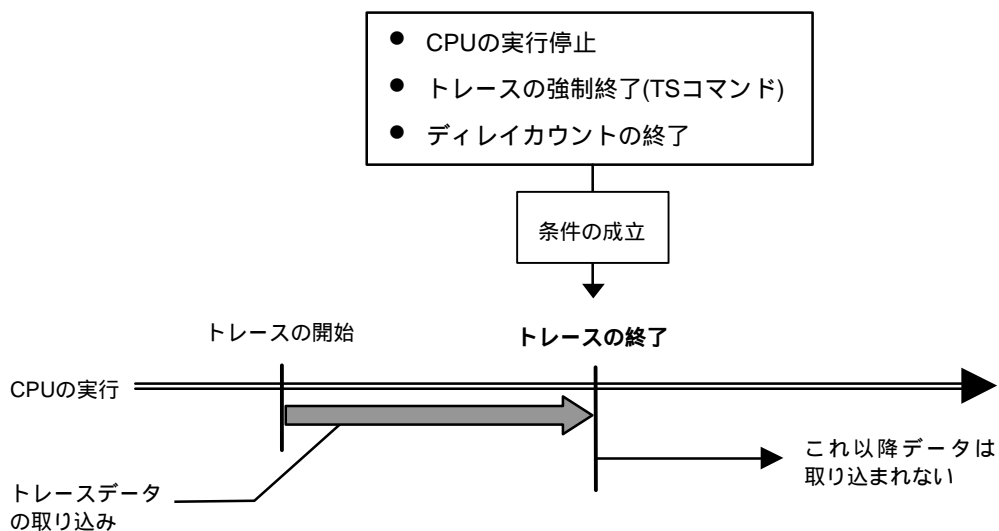 ● CPUの実行停止
● トレースの強制終了(TSコマンド)
● ディレイカウントの終了
条件の成立
トレースの開始
トレースの終了
CPUの実行
これ以降データは
取り込まれない
トレースデータ
の取り込み